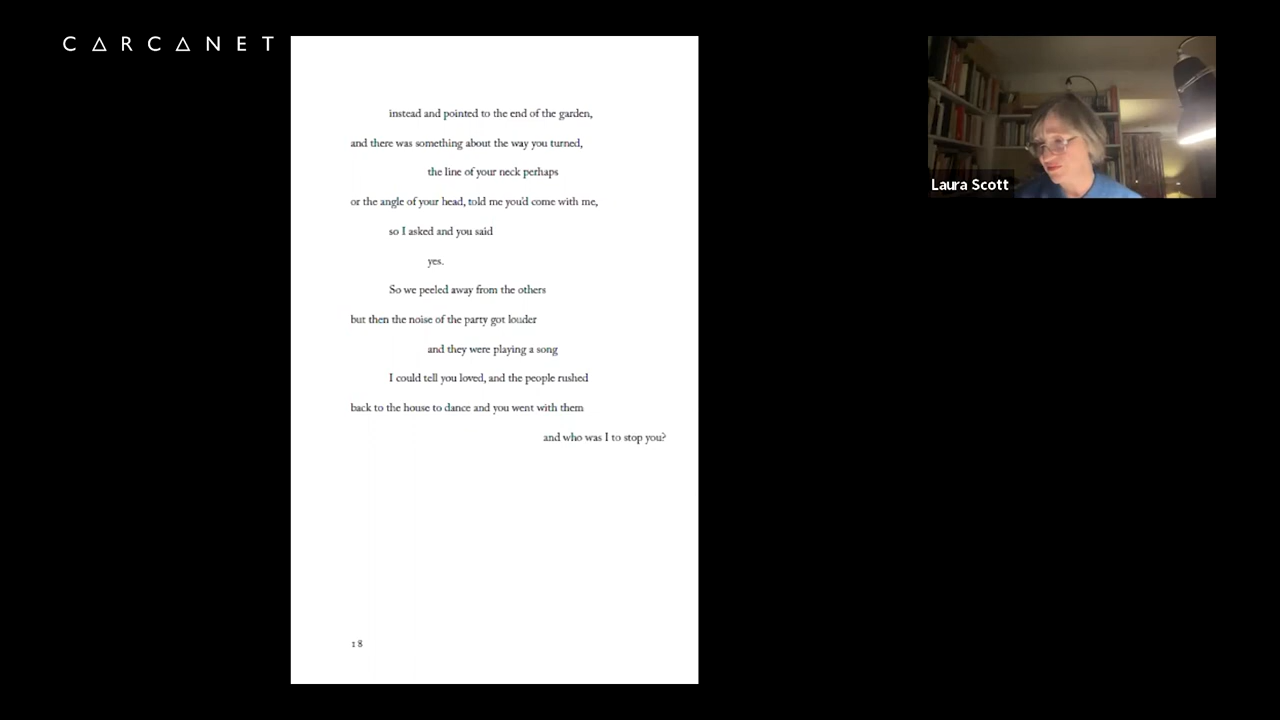 CARCANET
instead and pointed to the end of the garden,
and there was something about the way you turned,
the line of your neck perhaps
or the angle of your head, told me you'd come with me,
so I asked and you said
yes.
So we peeled away from the others
but then the noise of the party got louder
and they were playing a song
I could tell you loved, and the people rushed
back to the house to dance and you went with them
and who was I to stop you?
18
Laura Scott